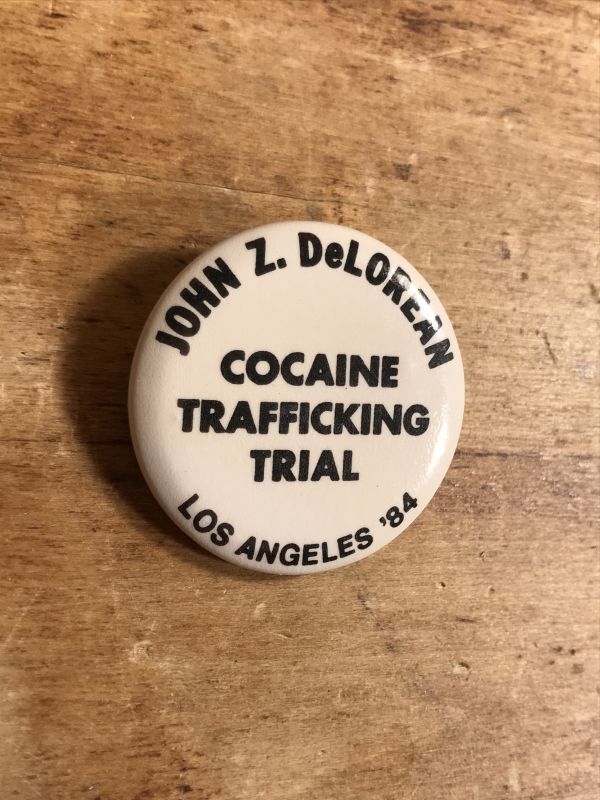 JOHN Z. DeLOREAN
COCAINE
TRAFFICKING
TRIAL
LOS ANGELES '84